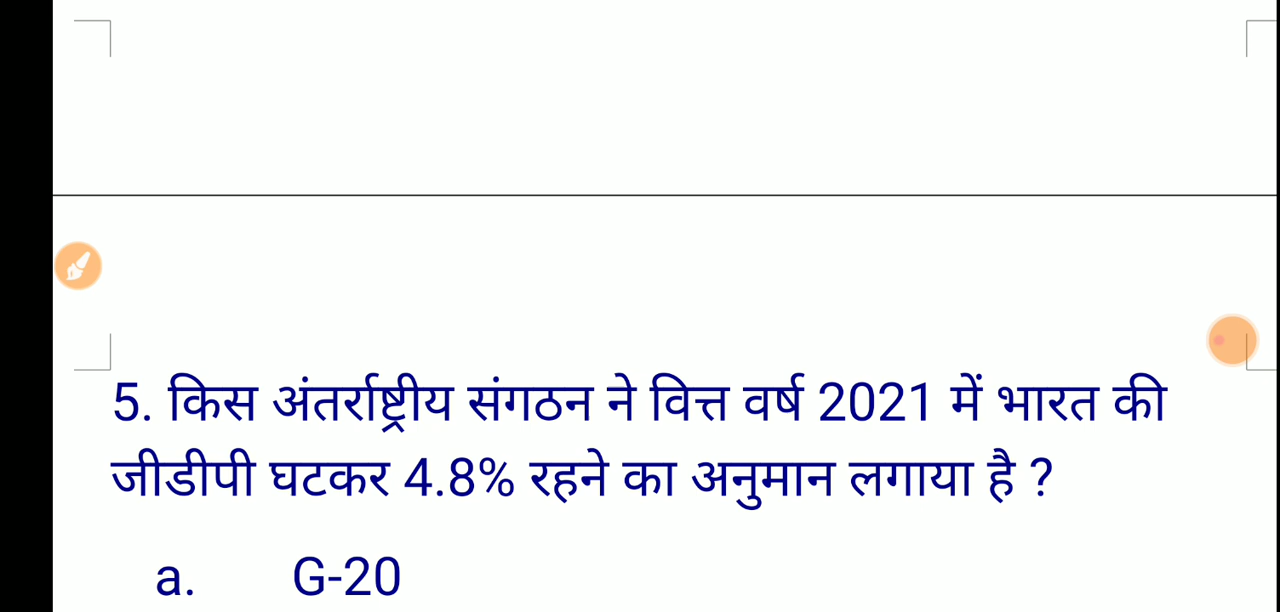 5. किस अंतर्राष्ट्रीय संगठन ने वित्त वर्ष 2021 में भारत की
जीडीपी घटकर 4.8% रहने का अनुमान लगाया है ?
a. G-20